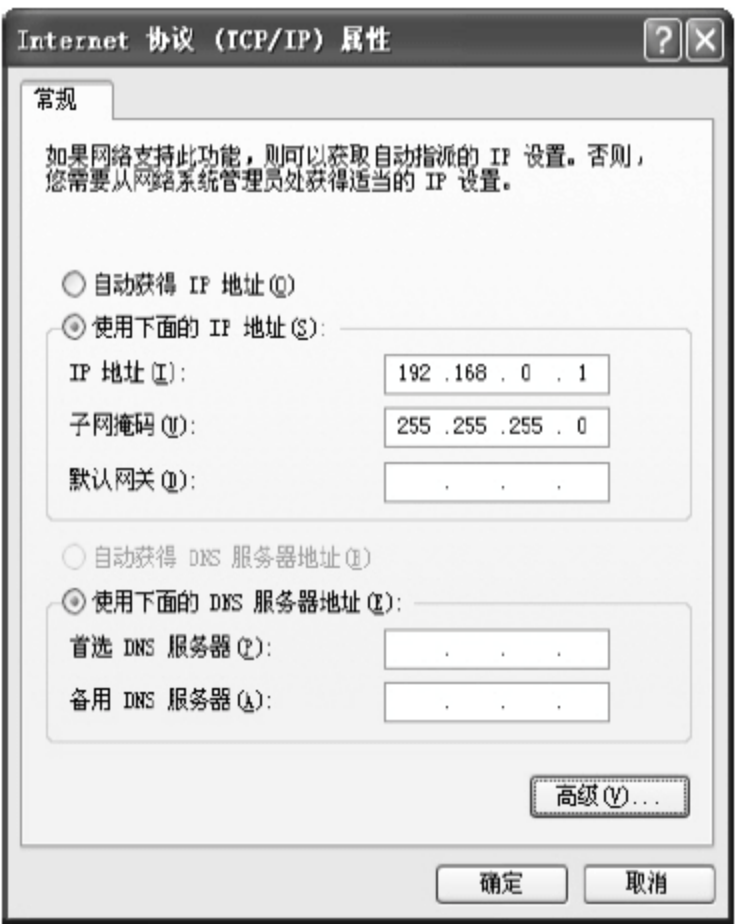 Internet 协议 (TCP/IP) 属性
常规
如果网络支持此功能，则可以获取自动指派的 IP 设置。否则，
您需要从网络系统管理员处获得适当的 IP 设置。
自动获得 IP 地址(O)
使用下面的 IP 地址(S):
IP 地址(I): 192 .168 . 0 . 1
子网掩码(U): 255 .255 .255 . 0
默认网关(D): . . .
自动获得 DNS 服务器地址(B)
使用下面的 DNS 服务器地址(E):
首选 DNS 服务器(P): . . .
备用 DNS 服务器(A): . . .
高级(V)...
确定 取消